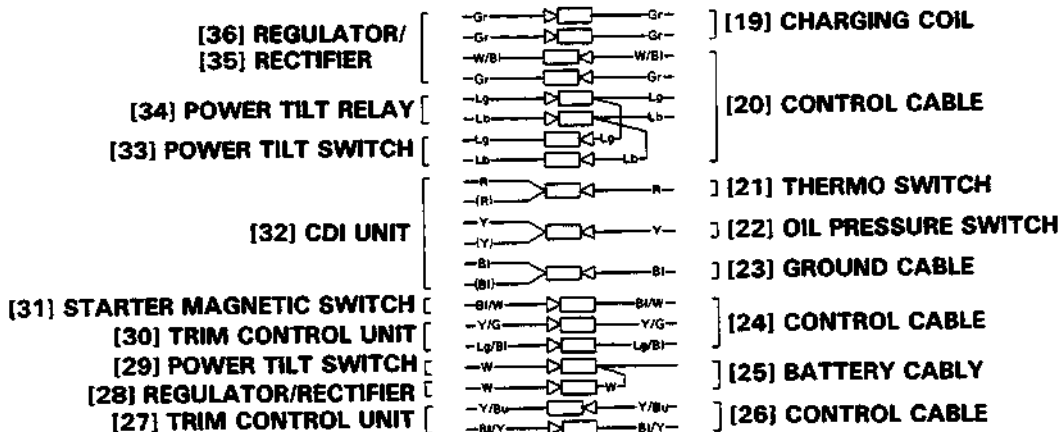 [36] REGULATOR/
[35] RECTIFIER
[34] POWER TILT RELAY
[33] POWER TILT SWITCH
[32] CDI UNIT
[31] STARTER MAGNETIC SWITCH
[30] TRIM CONTROL UNIT
[29] POWER TILT SWITCH
[28] REGULATOR/RECTIFIER
[27] TRIM CONTROL UNIT
Gr Gr
Gr Gr
W/Bl W/Bl
Gr Gr
Lg Lg
Lb Lb
Lg Lg
Lb Lb
R
(R) R
Y
(Y) Y
Bl
(Bl) Bl
Bl/W Bl/W
Y/G Y/G
Lg/Bl Lg/Bl
W
W W
Y/Bu Y/Bu
Bl/Y Bl/Y
[19] CHARGING COIL
[20] CONTROL CABLE
[21] THERMO SWITCH
[22] OIL PRESSURE SWITCH
[23] GROUND CABLE
[24] CONTROL CABLE
[25] BATTERY CABLY
[26] CONTROL CABLE